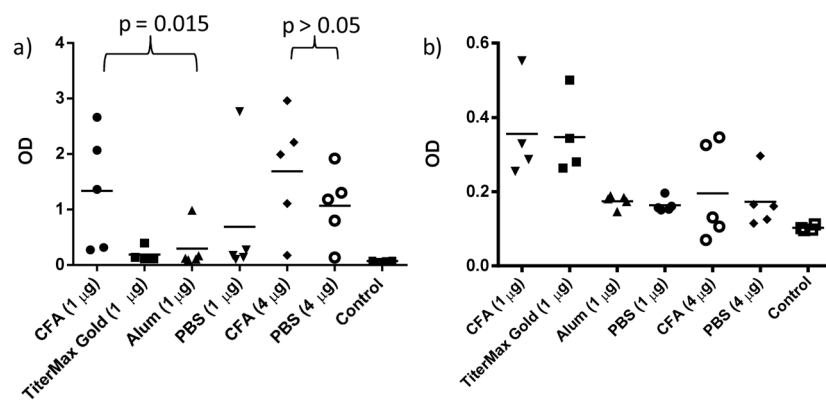 a)
p = 0.015
p > 0.05
4
3
2
1
0
OD
CFA (1 µg)
TiterMax Gold (1 µg)
Alum (1 µg)
PBS (1 µg)
CFA (4 µg)
PBS (4 µg)
Control
b)
0.6
0.4
0.2
0.0
OD
CFA (1 µg)
TiterMax Gold (1 µg)
Alum (1 µg)
PBS (1 µg)
CFA (4 µg)
PBS (4 µg)
Control